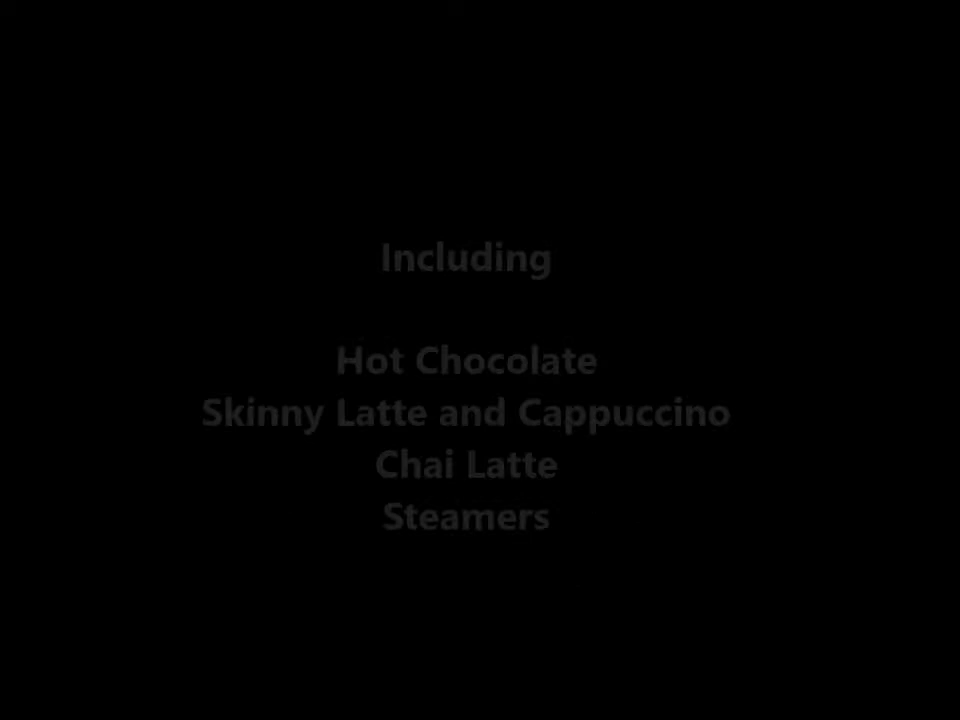 Including
Hot Chocolate
Skinny Latte and Cappuccino
Chai Latte
Steamers